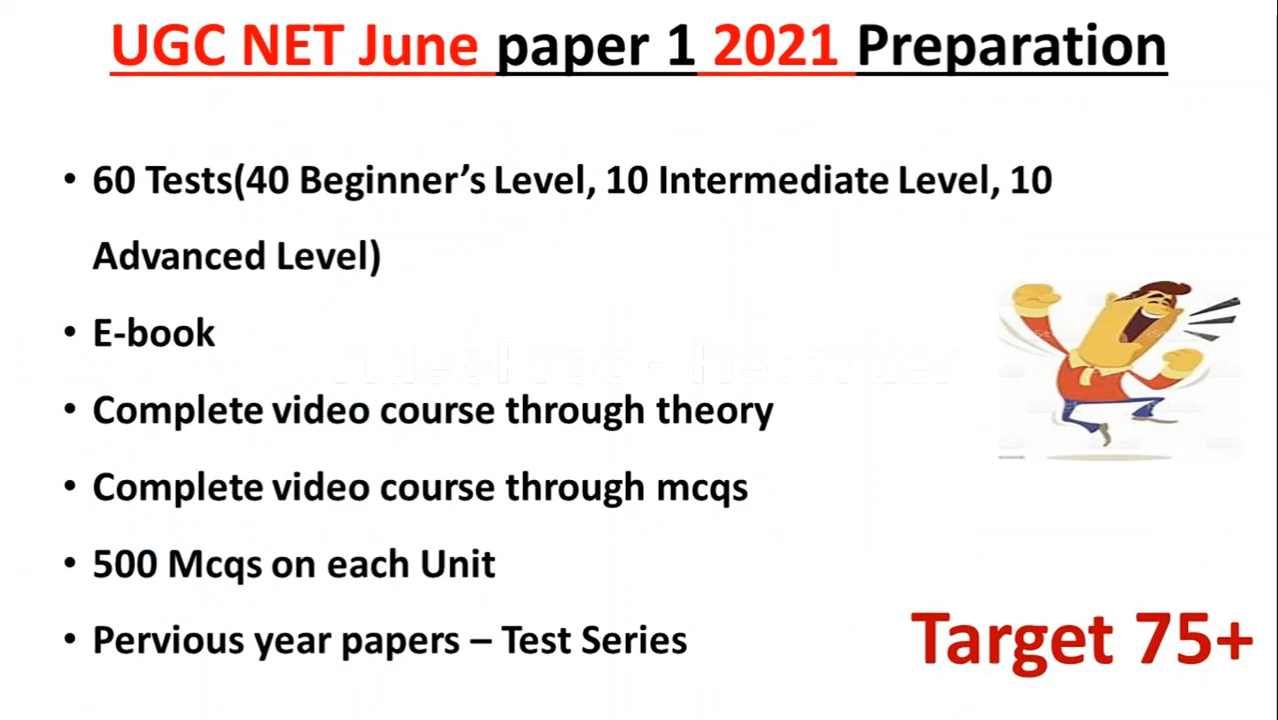 UGC NET June paper 1 2021 Preparation
• 60 Tests(40 Beginner’s Level, 10 Intermediate Level, 10
Advanced Level)
• E-book
• Complete video course through theory
• Complete video course through mcqs
• 500 Mcqs on each Unit
• Pervious year papers – Test Series
Target 75+